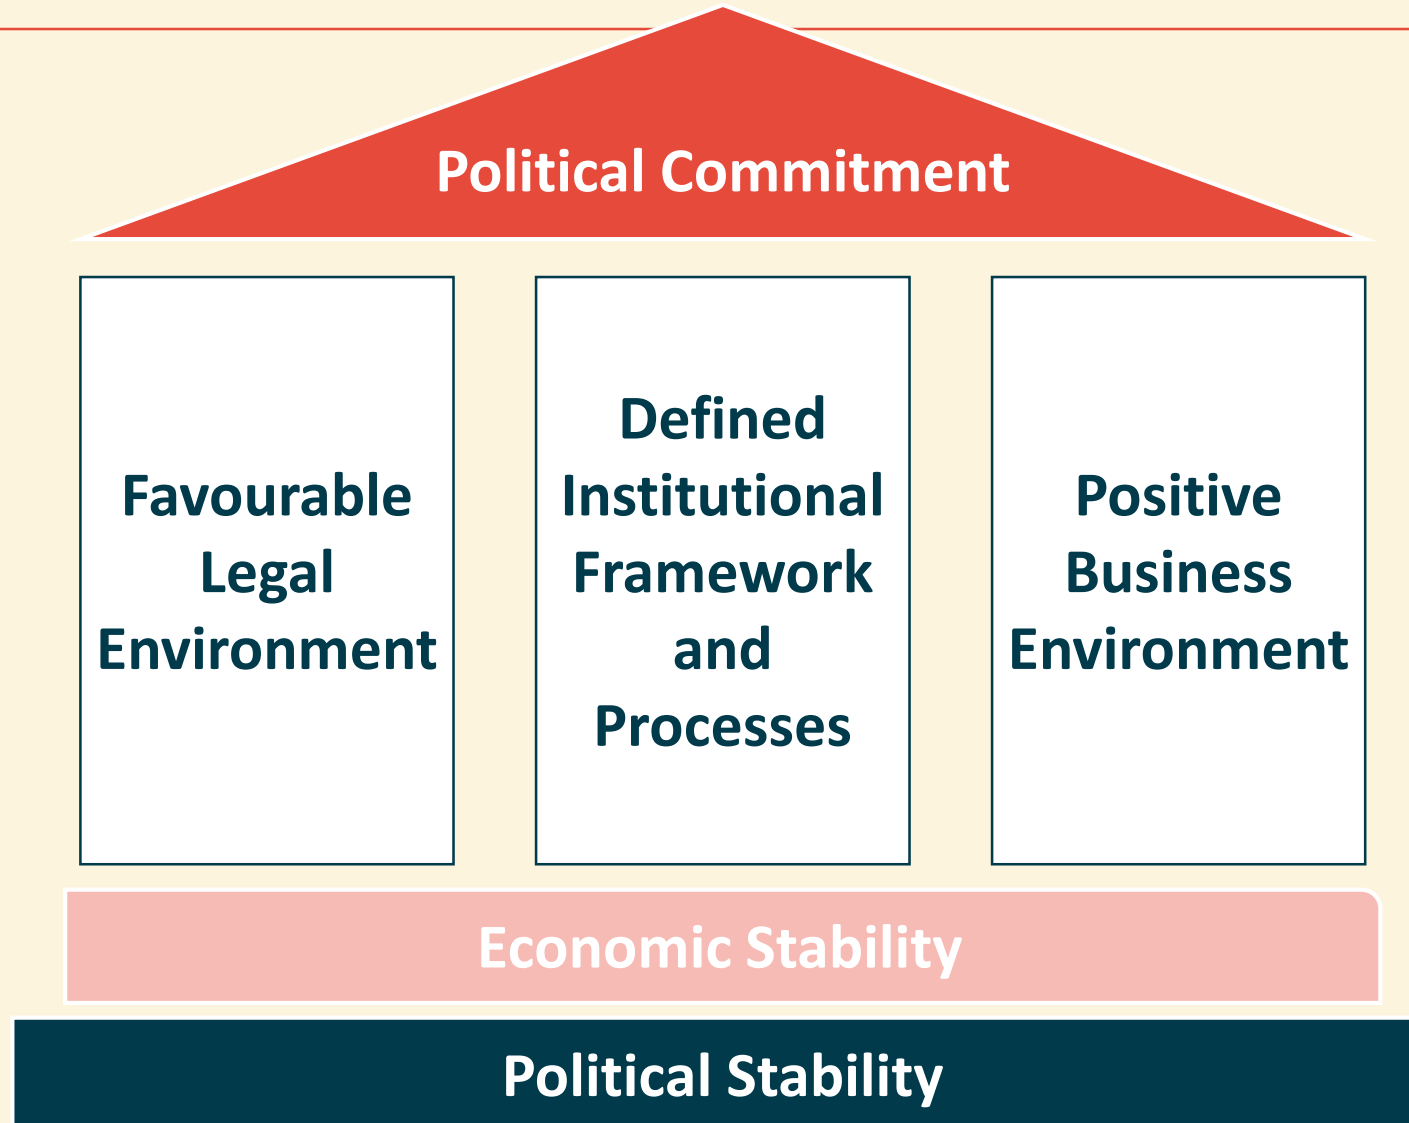 Political Commitment
Favourable
Legal
Environment
Defined
Institutional
Framework
and
Processes
Positive
Business
Environment
Economic Stability
Political Stability